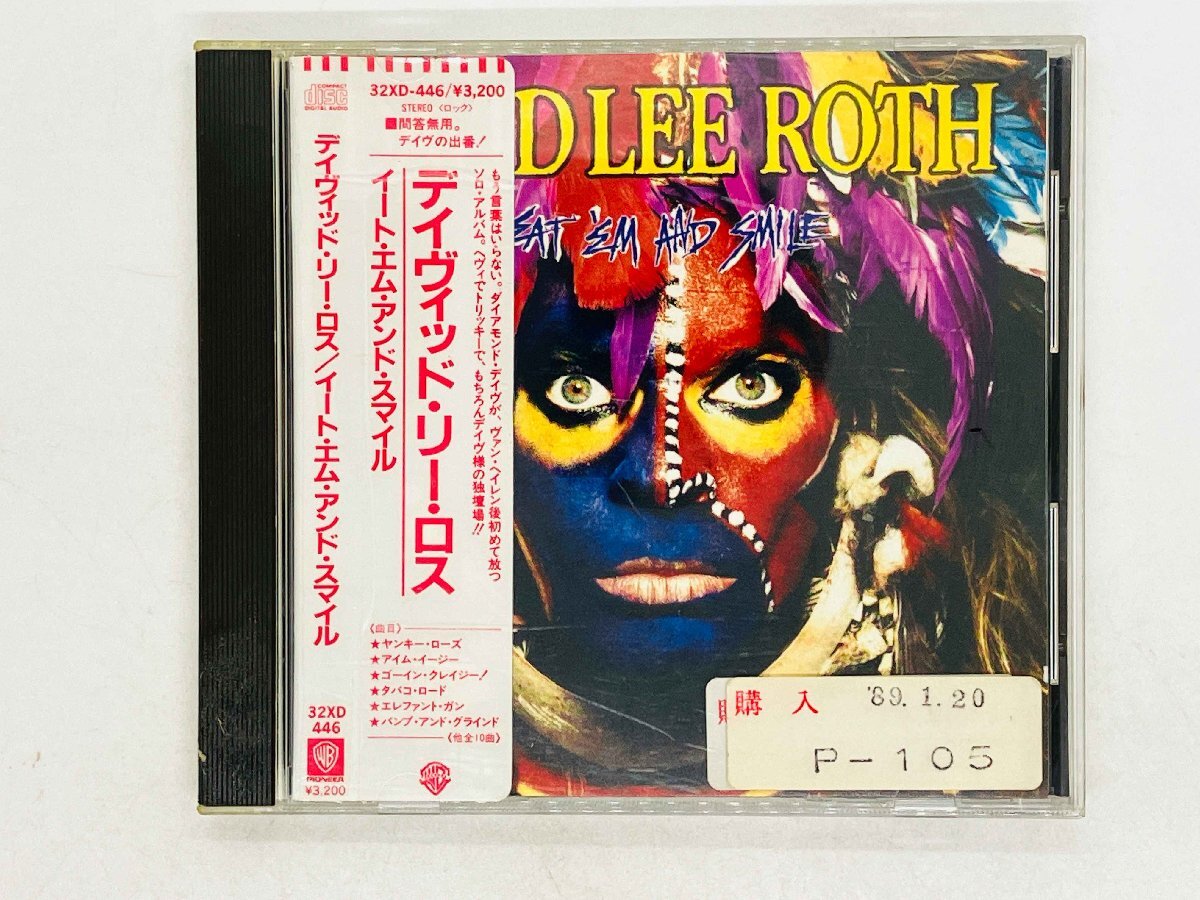 COMPACT
disc
DIGITAL AUDIO
デイヴィッド・リー・ロス/イート・エム・アンド・スマイル
32XD
446
WB
PIONEER
¥3,200
32XD-446/¥3,200
STEREO〈ロック〉
■問答無用。
デイヴの出番!
もう言葉はいらない。ダイアモンド・デイヴが、ヴァン・ヘイレン後初めて放つ
ソロ・アルバム。ヘヴィでトリッキーで、もちろんデイヴ様の独壇場!!
デイヴィッド・リー・ロス
イート・エム・アンド・スマイル
〈曲目〉
★ヤンキー・ローズ
★アイム・イージー
★ゴーイン・クレイジー!
★タバコ・ロード
★エレファント・ガン
★バンプ・アンド・グラインド
〈他全10曲〉
D LEE ROTH
EAT 'EM AND SMILE
購入 '89.1.20
P-105